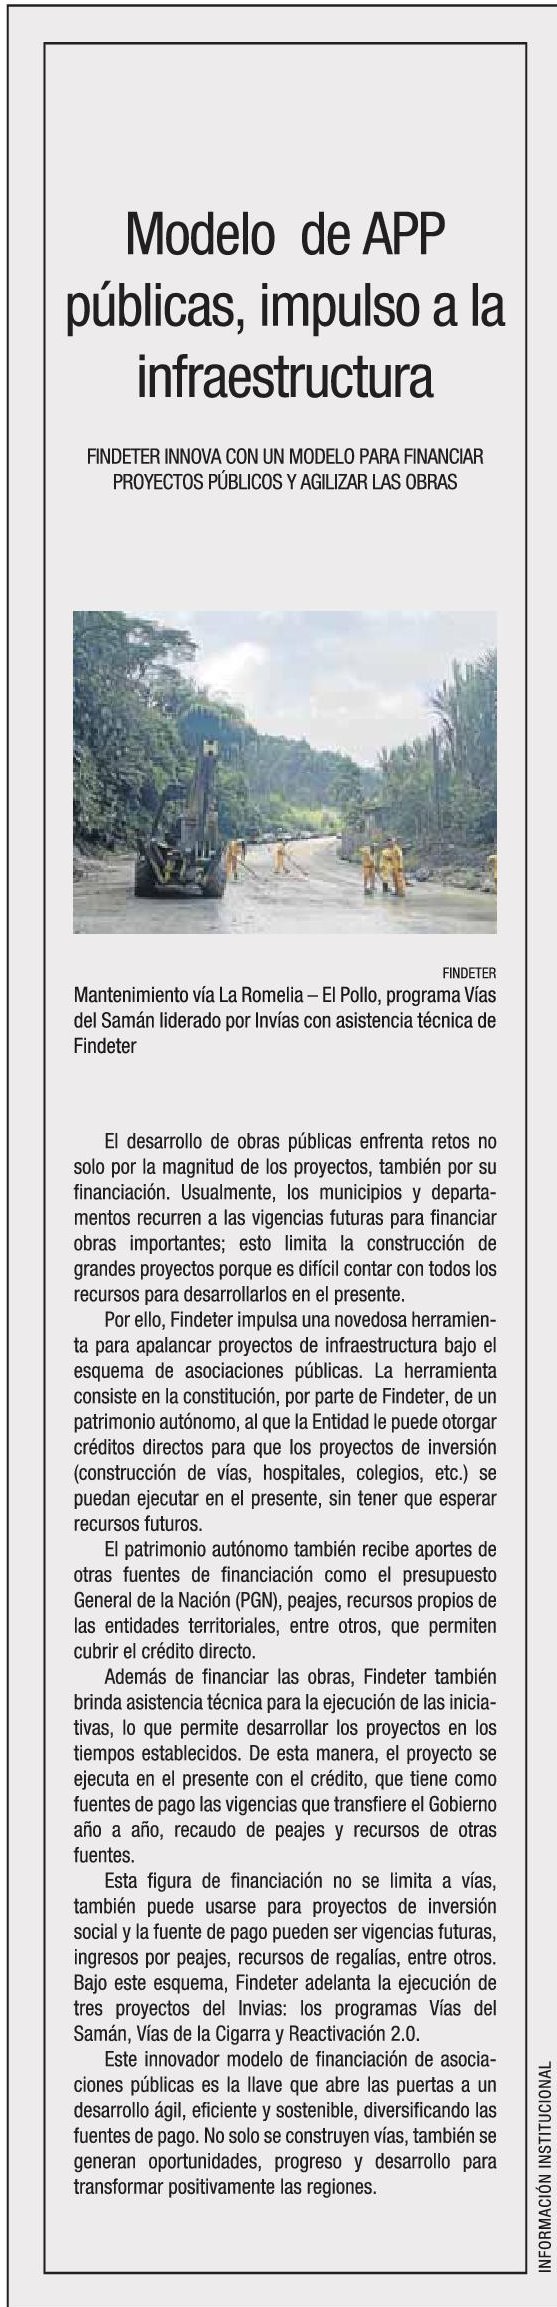 Modelo de APP
públicas, impulso a la
infraestructura
FINDETER INNOVA CON UN MODELO PARA FINANCIAR
PROYECTOS PÚBLICOS Y AGILIZAR LAS OBRAS
FINDETER
Mantenimiento vía La Romelia – El Pollo, programa Vías
del Samán liderado por Invías con asistencia técnica de
Findeter
El desarrollo de obras públicas enfrenta retos no
solo por la magnitud de los proyectos, también por su
financiación. Usualmente, los municipios y departa-
mentos recurren a las vigencias futuras para financiar
obras importantes; esto limita la construcción de
grandes proyectos porque es difícil contar con todos los
recursos para desarrollarlos en el presente.
Por ello, Findeter impulsa una novedosa herramien-
ta para apalancar proyectos de infraestructura bajo el
esquema de asociaciones públicas. La herramienta
consiste en la constitución, por parte de Findeter, de un
patrimonio autónomo, al que la Entidad le puede otorgar
créditos directos para que los proyectos de inversión
(construcción de vías, hospitales, colegios, etc.) se
puedan ejecutar en el presente, sin tener que esperar
recursos futuros.
El patrimonio autónomo también recibe aportes de
otras fuentes de financiación como el presupuesto
General de la Nación (PGN), peajes, recursos propios de
las entidades territoriales, entre otros, que permiten
cubrir el crédito directo.
Además de financiar las obras, Findeter también
brinda asistencia técnica para la ejecución de las inicia-
tivas, lo que permite desarrollar los proyectos en los
tiempos establecidos. De esta manera, el proyecto se
ejecuta en el presente con el crédito, que tiene como
fuentes de pago las vigencias que transfiere el Gobierno
año a año, recaudo de peajes y recursos de otras
fuentes.
Esta figura de financiación no se limita a vías,
también puede usarse para proyectos de inversión
social y la fuente de pago pueden ser vigencias futuras,
ingresos por peajes, recursos de regalías, entre otros.
Bajo este esquema, Findeter adelanta la ejecución de
tres proyectos del Invias: los programas Vías del
Samán, Vías de la Cigarra y Reactivación 2.0.
Este innovador modelo de financiación de asocia-
ciones públicas es la llave que abre las puertas a un
desarrollo ágil, eficiente y sostenible, diversificando las
fuentes de pago. No solo se construyen vías, también se
generan oportunidades, progreso y desarrollo para
transformar positivamente las regiones.
INFORMACIÓN INSTITUCIONAL